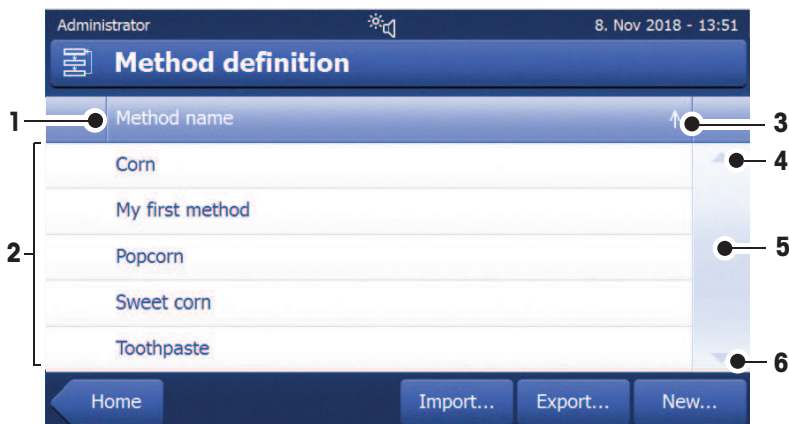 Administrator 8. Nov 2018 - 13:51
Method definition
1 Method name 3
Corn 4
My first method
2 Popcorn 5
Sweet corn
Toothpaste 6
Home Import... Export... New...